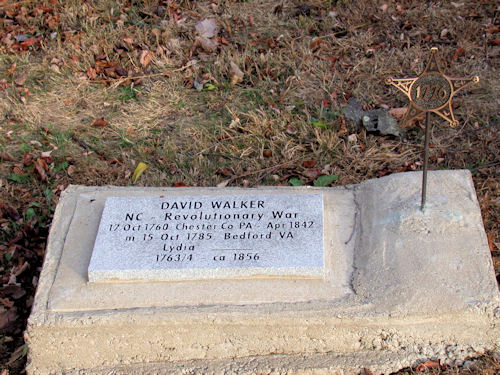 DAVID WALKER
NC - Revolutionary War
17 Oct 1760 Chester Co PA - Apr 1842
m 15 Oct 1785 Bedford VA
Lydia
1763/4 - ca 1856
1776